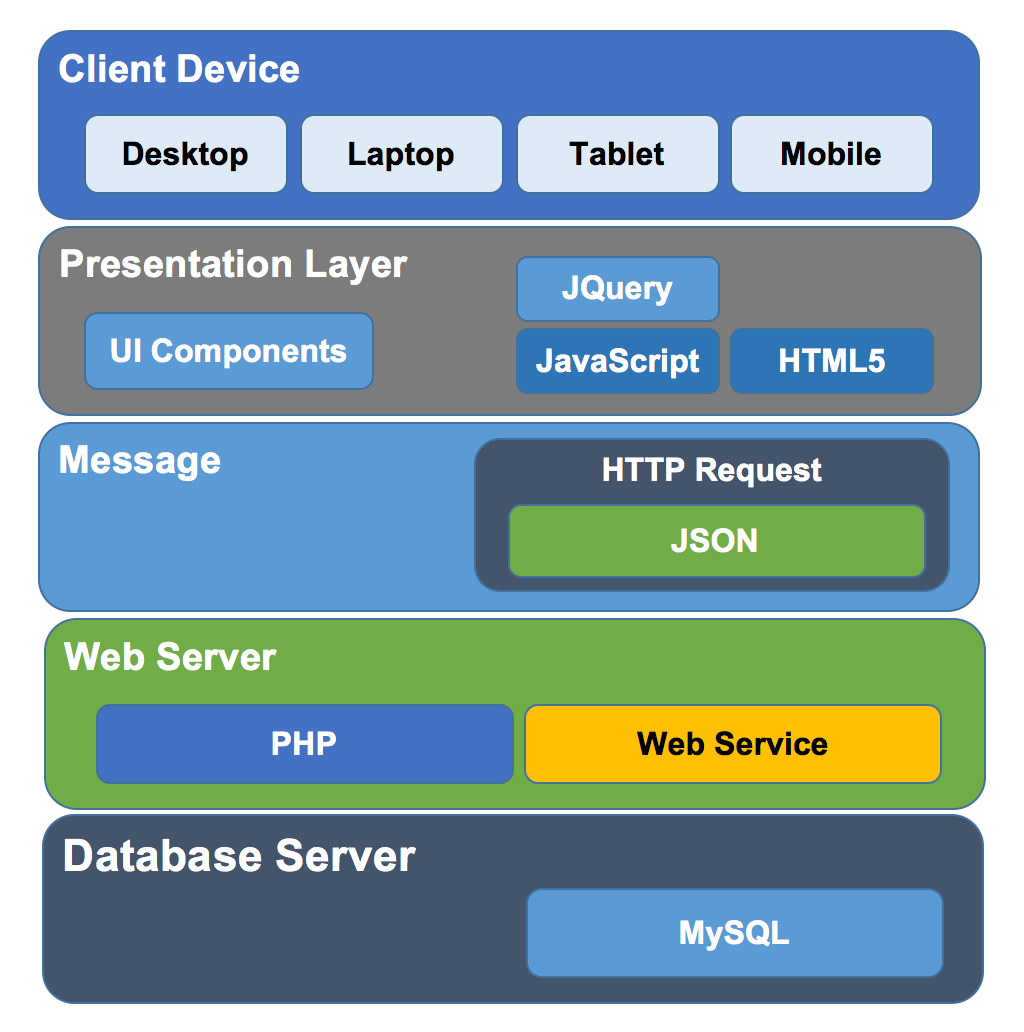 Client Device
Desktop
Laptop
Tablet
Mobile
Presentation Layer
JQuery
UI Components
JavaScript
HTML5
Message
HTTP Request
JSON
Web Server
PHP
Web Service
Database Server
MySQL